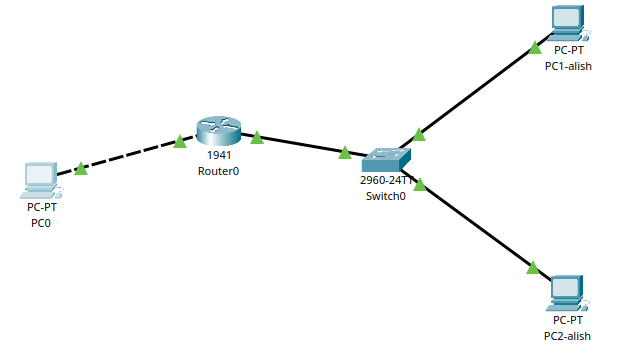 PC-PT
PC1-alish
1941
Router0
2960-24TT
Switch0
PC-PT
PC0
PC-PT
PC2-alish